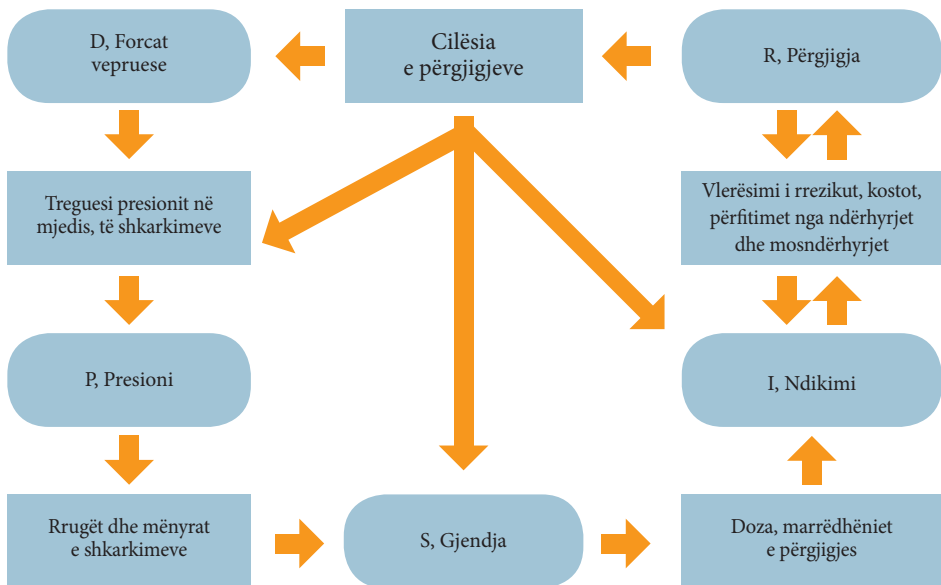 D, Forcat
vepruese
Cilësia
e përgjigjeve
R, Përgjigja
Treguesi presionit në
mjedis, të shkarkimeve
Vlerësimi i rrezikut, kostot,
përfitimet nga ndërhyrjet
dhe mosndërhyrjet
P, Presioni
I, Ndikimi
Rrugët dhe mënyrat
e shkarkimeve
S, Gjendja
Doza, marrëdhëniet
e përgjigjes